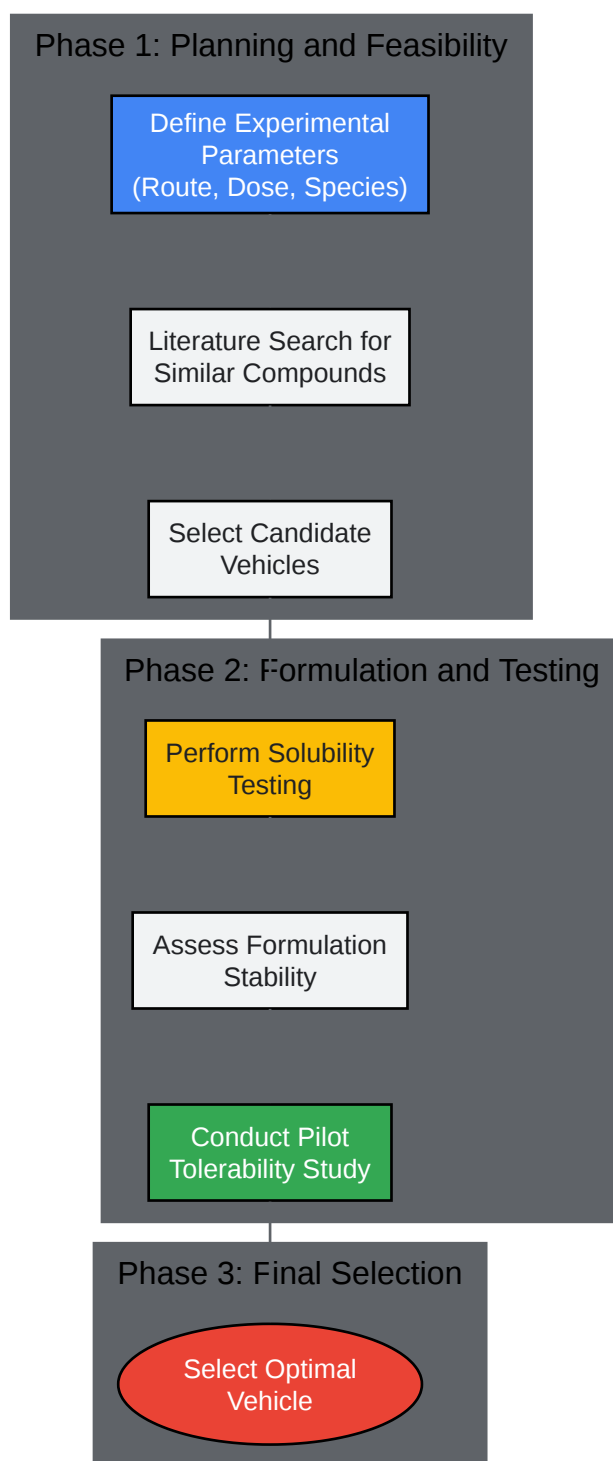 Phase 1: Planning and Feasibility
Define Experimental
Parameters
(Route, Dose, Species)
Literature Search for
Similar Compounds
Select Candidate
Vehicles
Phase 2: Formulation and Testing
Perform Solubility
Testing
Assess Formulation
Stability
Conduct Pilot
Tolerability Study
Phase 3: Final Selection
Select Optimal
Vehicle